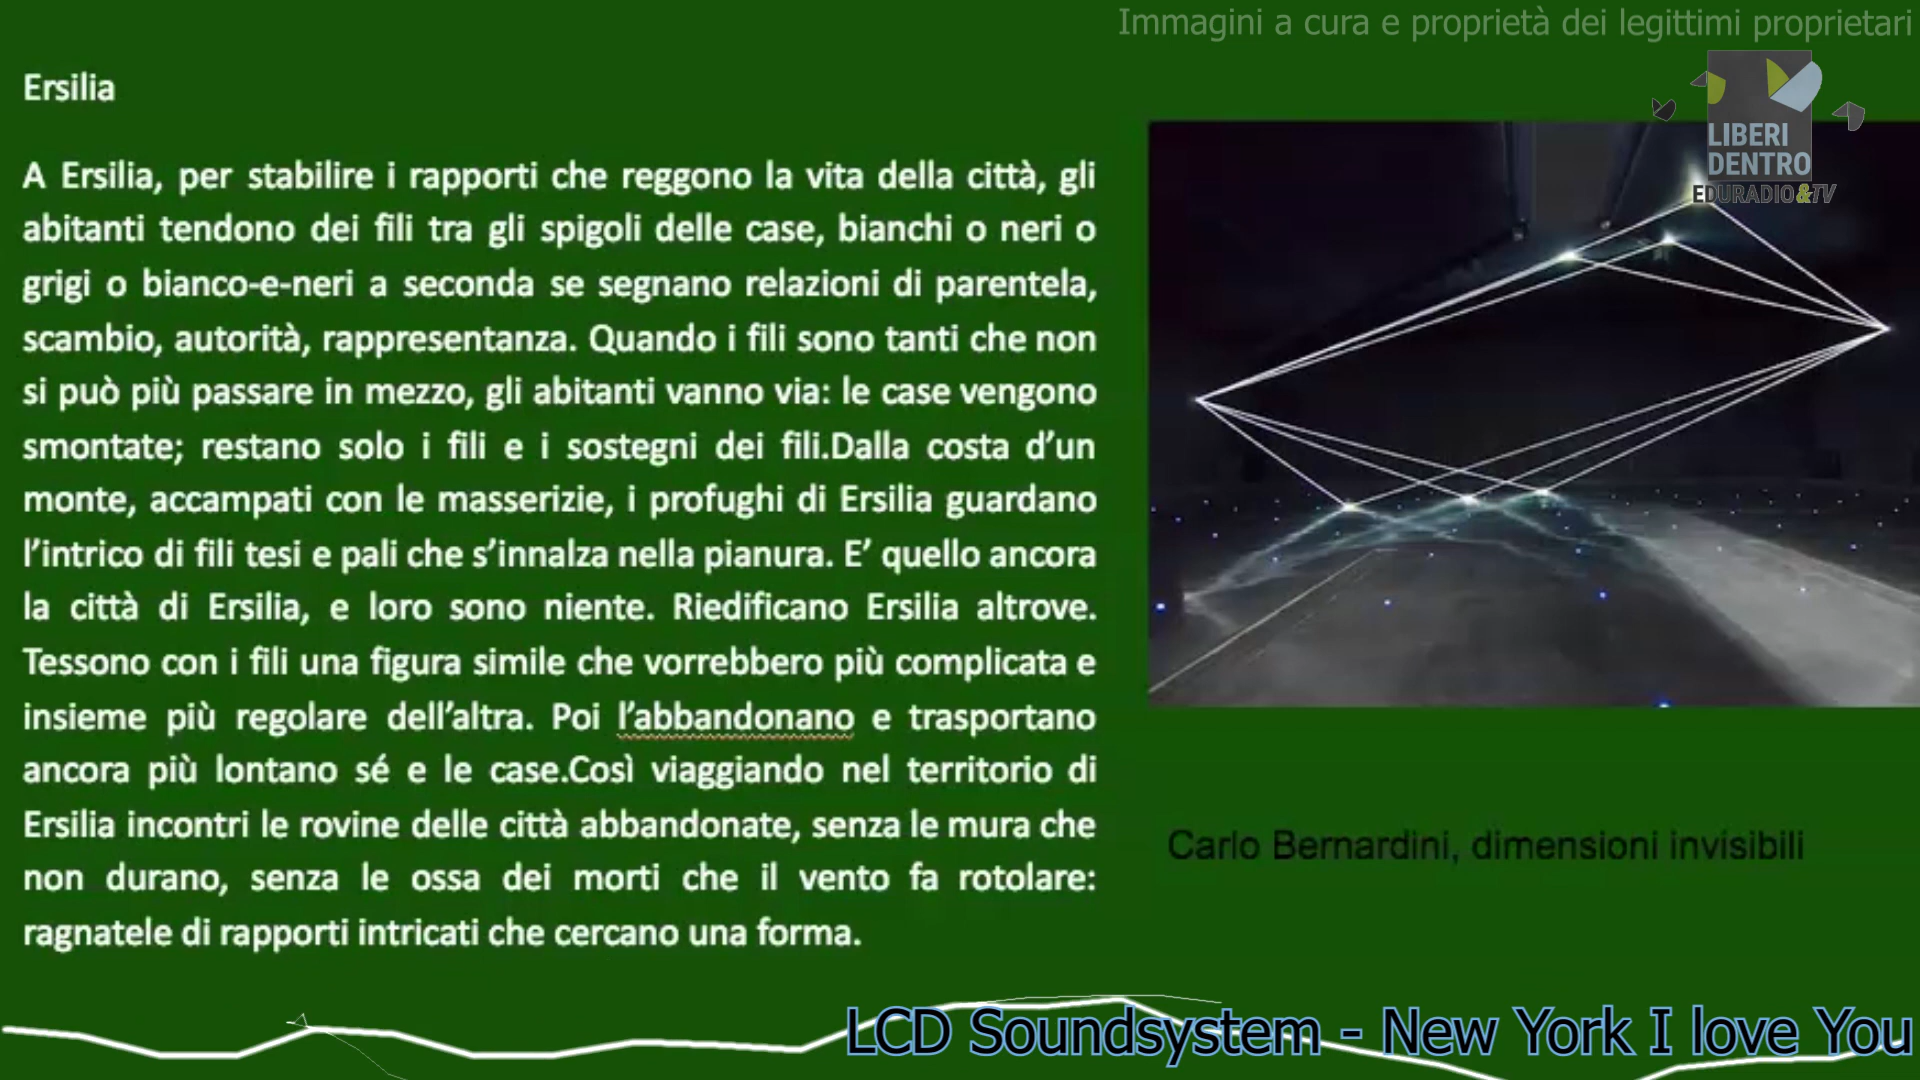 Immagini a cura e proprietà dei legittimi proprietari
LIBERI
DENTRO
EDURADIO&TV
Ersilia
A Ersilia, per stabilire i rapporti che reggono la vita della città, gli
abitanti tendono dei fili tra gli spigoli delle case, bianchi o neri o
grigi o bianco-e-neri a seconda se segnano relazioni di parentela,
scambio, autorità, rappresentanza. Quando i fili sono tanti che non
si può più passare in mezzo, gli abitanti vanno via: le case vengono
smontate; restano solo i fili e i sostegni dei fili.Dalla costa d’un
monte, accampati con le masserizie, i profughi di Ersilia guardano
l’intrico di fili tesi e pali che s’innalza nella pianura. E’ quello ancora
la città di Ersilia, e loro sono niente. Riedificano Ersilia altrove.
Tessono con i fili una figura simile che vorrebbero più complicata e
insieme più regolare dell’altra. Poi l’abbandonano e trasportano
ancora più lontano sé e le case.Così viaggiando nel territorio di
Ersilia incontri le rovine delle città abbandonate, senza le mura che
non durano, senza le ossa dei morti che il vento fa rotolare:
ragnatele di rapporti intricati che cercano una forma.
Carlo Bernardini, dimensioni invisibili
LCD Soundsystem - New York I love You